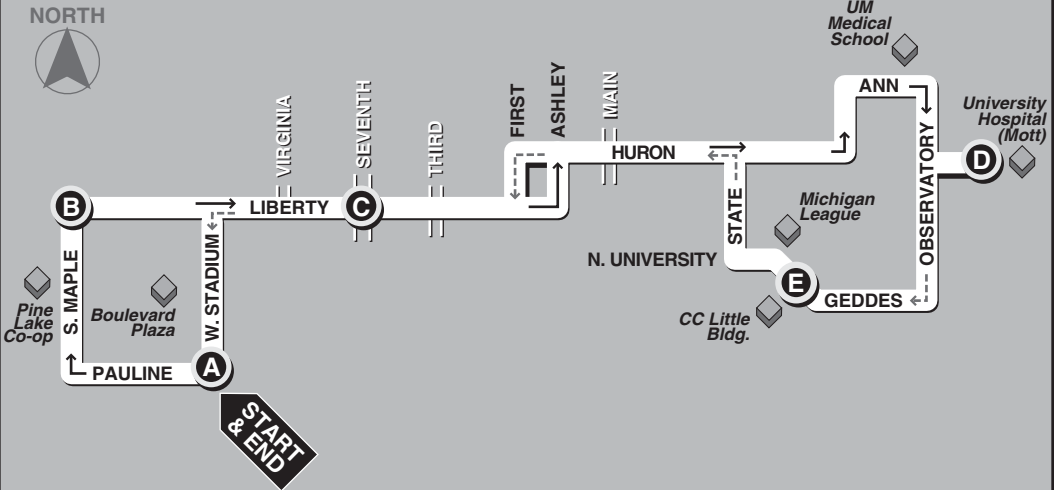 NORTH
UM
Medical
School
ANN
University
Hospital
(Mott)
D
VIRGINIA
SEVENTH
THIRD
FIRST
ASHLEY
MAIN
HURON
OBSERVATORY
B
LIBERTY
C
STATE
Michigan
League
N. UNIVERSITY
E
GEDDES
CC Little
Bldg.
S. MAPLE
W. STADIUM
Pine
Lake
Co-op
Boulevard
Plaza
PAULINE
A
START
& END